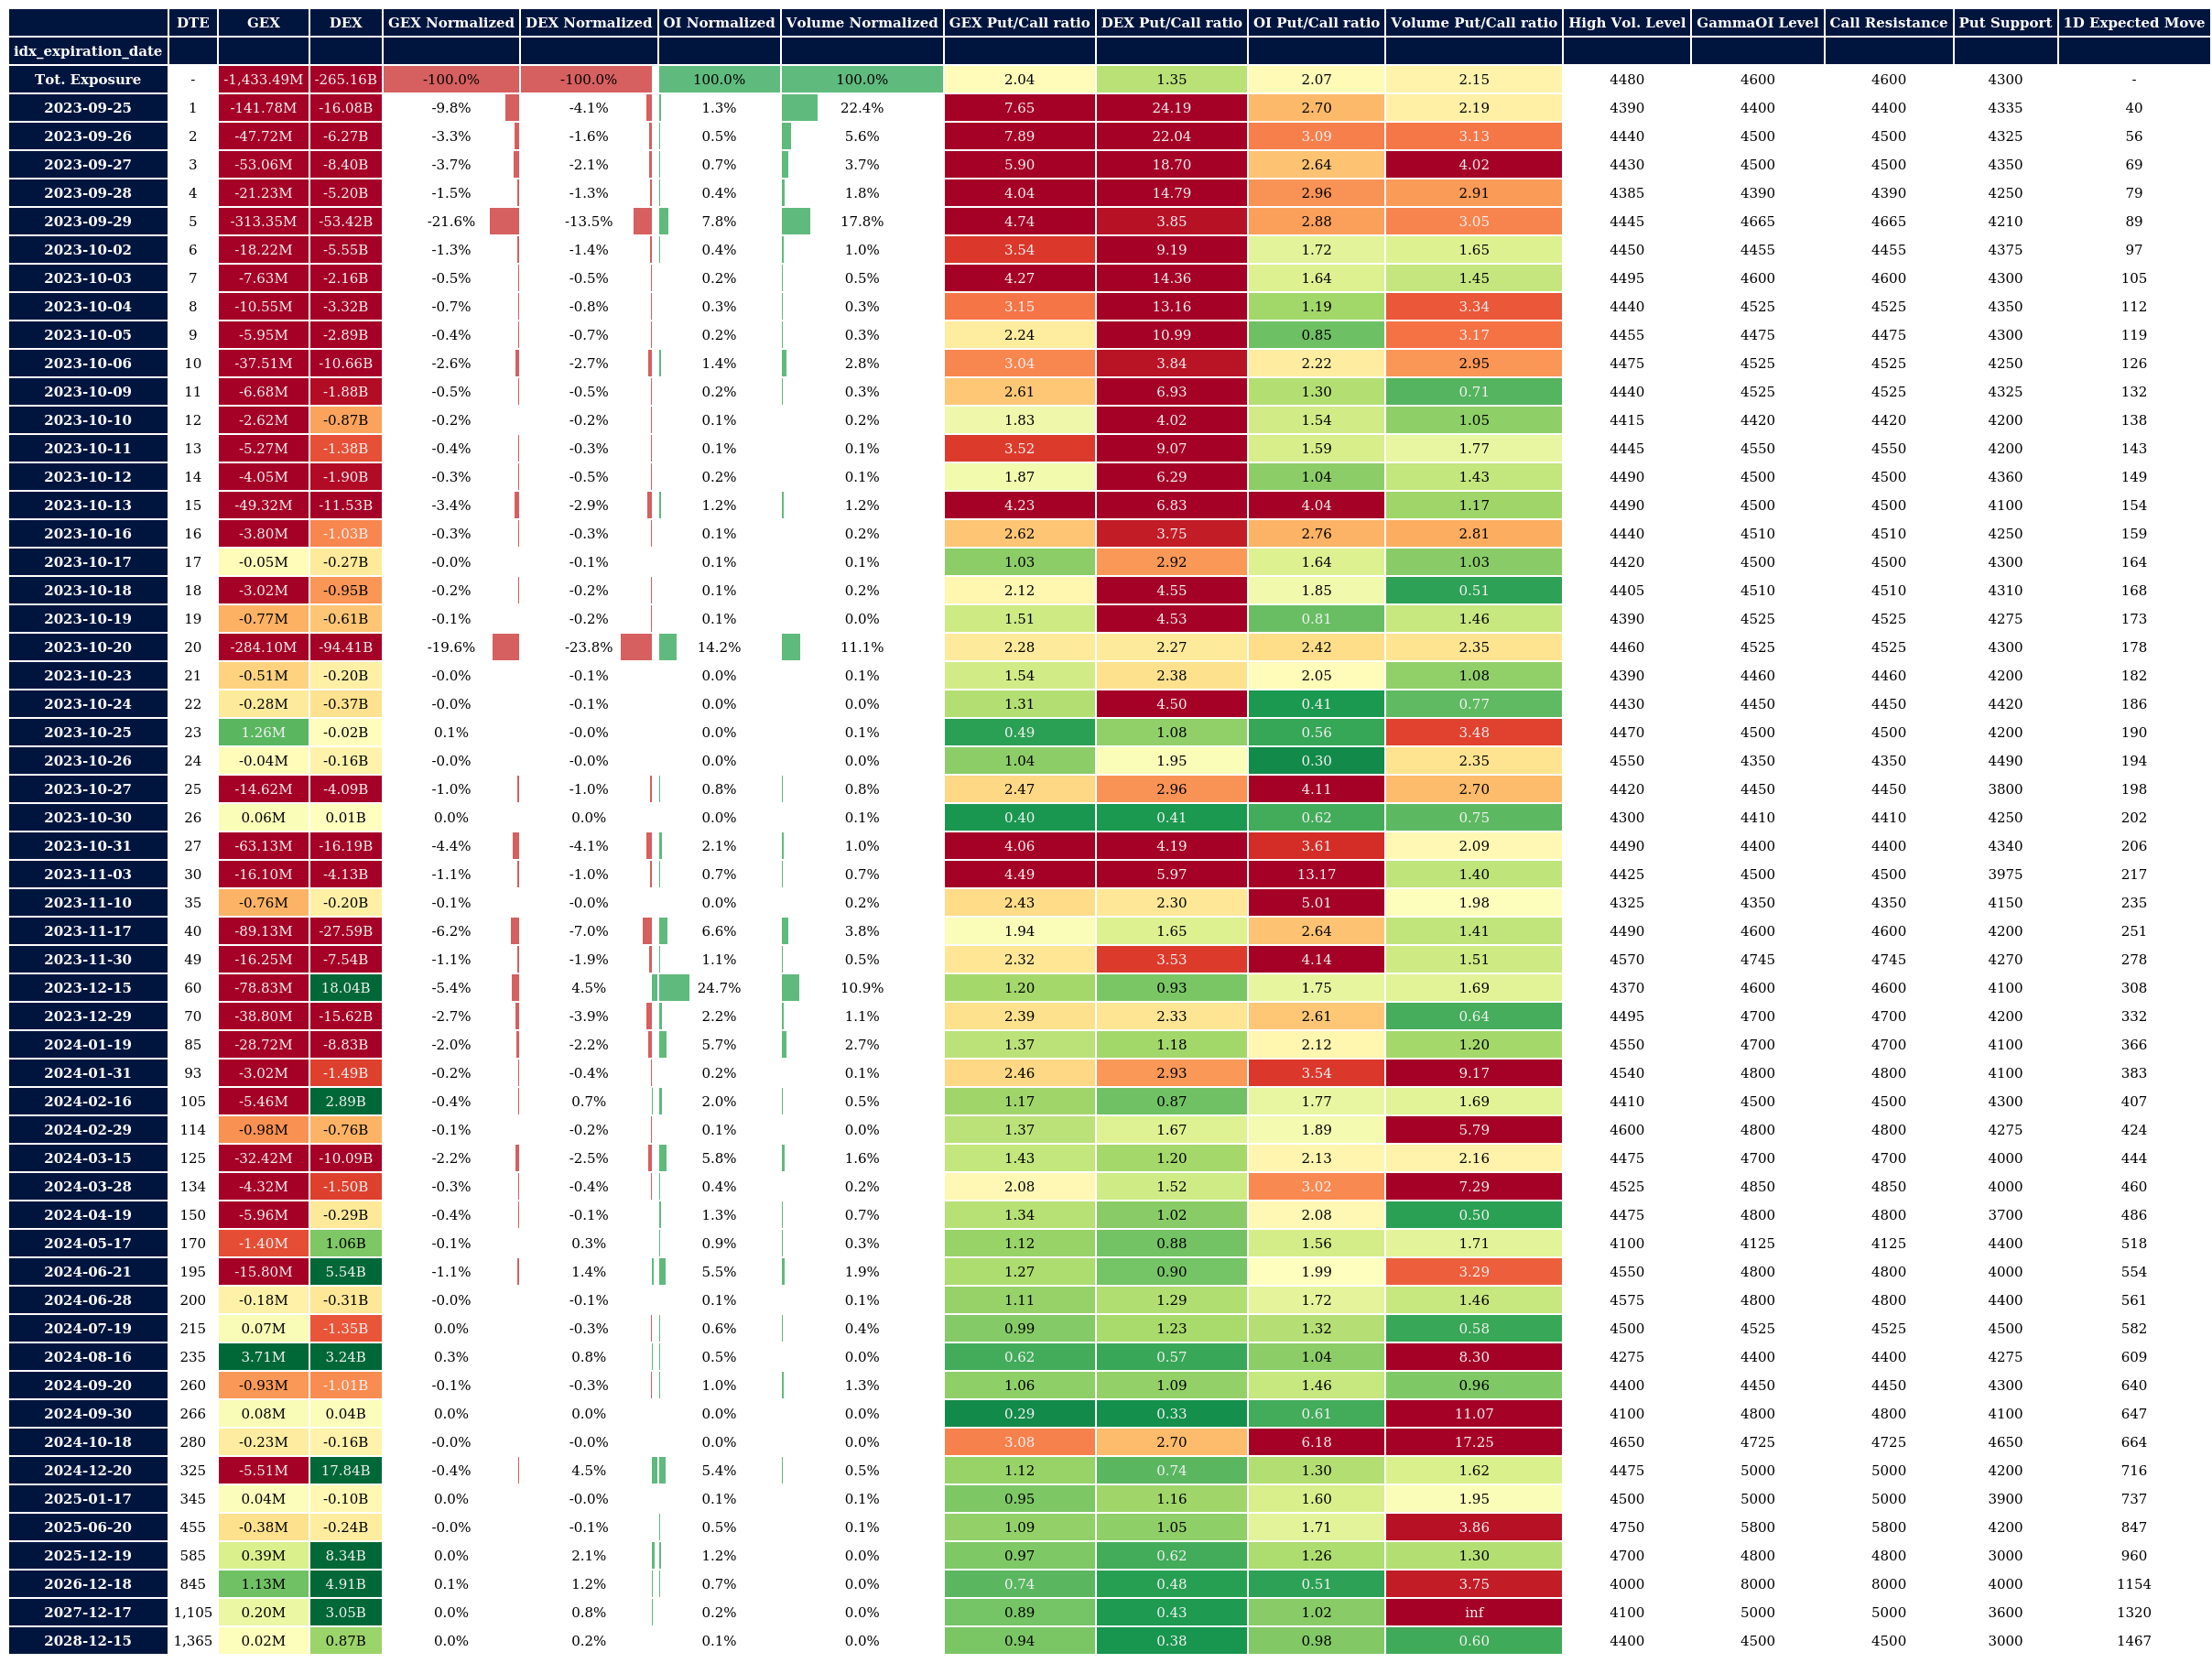 DTE GEX DEX GEX Normalized DEX Normalized OI Normalized Volume Normalized GEX Put/Call ratio DEX Put/Call ratio OI Put/Call ratio Volume Put/Call ratio High Vol. Level GammaOI Level Call Resistance Put Support 1D Expected Move
idx_expiration_date
Tot. Exposure - -1,433.49M -265.16B -100.0% -100.0% 100.0% 100.0% 2.04 1.35 2.07 2.15 4480 4600 4600 4300 -
2023-09-25 1 -141.78M -16.08B -9.8% -4.1% 1.3% 22.4% 7.65 24.19 2.70 2.19 4390 4400 4400 4335 40
2023-09-26 2 -47.72M -6.27B -3.3% -1.6% 0.5% 5.6% 7.89 22.04 3.09 3.13 4440 4500 4500 4325 56
2023-09-27 3 -53.06M -8.40B -3.7% -2.1% 0.7% 3.7% 5.90 18.70 2.64 4.02 4430 4500 4500 4350 69
2023-09-28 4 -21.23M -5.20B -1.5% -1.3% 0.4% 1.8% 4.04 14.79 2.96 2.91 4385 4390 4390 4250 79
2023-09-29 5 -313.35M -53.42B -21.6% -13.5% 7.8% 17.8% 4.74 3.85 2.88 3.05 4445 4665 4665 4210 89
2023-10-02 6 -18.22M -5.55B -1.3% -1.4% 0.4% 1.0% 3.54 9.19 1.72 1.65 4450 4455 4455 4375 97
2023-10-03 7 -7.63M -2.16B -0.5% -0.5% 0.2% 0.5% 4.27 14.36 1.64 1.45 4495 4600 4600 4300 105
2023-10-04 8 -10.55M -3.32B -0.7% -0.8% 0.3% 0.3% 3.15 13.16 1.19 3.34 4440 4525 4525 4350 112
2023-10-05 9 -5.95M -2.89B -0.4% -0.7% 0.2% 0.3% 2.24 10.99 0.85 3.17 4455 4475 4475 4300 119
2023-10-06 10 -37.51M -10.66B -2.6% -2.7% 1.4% 2.8% 3.04 3.84 2.22 2.95 4475 4525 4525 4250 126
2023-10-09 11 -6.68M -1.88B -0.5% -0.5% 0.2% 0.3% 2.61 6.93 1.30 0.71 4440 4525 4525 4325 132
2023-10-10 12 -2.62M -0.87B -0.2% -0.2% 0.1% 0.2% 1.83 4.02 1.54 1.05 4415 4420 4420 4200 138
2023-10-11 13 -5.27M -1.38B -0.4% -0.3% 0.1% 0.1% 3.52 9.07 1.59 1.77 4445 4550 4550 4200 143
2023-10-12 14 -4.05M -1.90B -0.3% -0.5% 0.2% 0.1% 1.87 6.29 1.04 1.43 4490 4500 4500 4360 149
2023-10-13 15 -49.32M -11.53B -3.4% -2.9% 1.2% 1.2% 4.23 6.83 4.04 1.17 4490 4500 4500 4100 154
2023-10-16 16 -3.80M -1.03B -0.3% -0.3% 0.1% 0.2% 2.62 3.75 2.76 2.81 4440 4510 4510 4250 159
2023-10-17 17 -0.05M -0.27B -0.0% -0.1% 0.1% 0.1% 1.03 2.92 1.64 1.03 4420 4500 4500 4300 164
2023-10-18 18 -3.02M -0.95B -0.2% -0.2% 0.1% 0.2% 2.12 4.55 1.85 0.51 4405 4510 4510 4310 168
2023-10-19 19 -0.77M -0.61B -0.1% -0.2% 0.1% 0.0% 1.51 4.53 0.81 1.46 4390 4525 4525 4275 173
2023-10-20 20 -284.10M -94.41B -19.6% -23.8% 14.2% 11.1% 2.28 2.27 2.42 2.35 4460 4525 4525 4300 178
2023-10-23 21 -0.51M -0.20B -0.0% -0.1% 0.0% 0.1% 1.54 2.38 2.05 1.08 4390 4460 4460 4200 182
2023-10-24 22 -0.28M -0.37B -0.0% -0.1% 0.0% 0.0% 1.31 4.50 0.41 0.77 4430 4450 4450 4420 186
2023-10-25 23 1.26M -0.02B 0.1% -0.0% 0.0% 0.1% 0.49 1.08 0.56 3.48 4470 4500 4500 4200 190
2023-10-26 24 -0.04M -0.16B -0.0% -0.0% 0.0% 0.0% 1.04 1.95 0.30 2.35 4550 4350 4350 4490 194
2023-10-27 25 -14.62M -4.09B -1.0% -1.0% 0.8% 0.8% 2.47 2.96 4.11 2.70 4420 4450 4450 3800 198
2023-10-30 26 0.06M 0.01B 0.0% 0.0% 0.0% 0.1% 0.40 0.41 0.62 0.75 4300 4410 4410 4250 202
2023-10-31 27 -63.13M -16.19B -4.4% -4.1% 2.1% 1.0% 4.06 4.19 3.61 2.09 4490 4400 4400 4340 206
2023-11-03 30 -16.10M -4.13B -1.1% -1.0% 0.7% 0.7% 4.49 5.97 13.17 1.40 4425 4500 4500 3975 217
2023-11-10 35 -0.76M -0.20B -0.1% -0.0% 0.0% 0.2% 2.43 2.30 5.01 1.98 4325 4350 4350 4150 235
2023-11-17 40 -89.13M -27.59B -6.2% -7.0% 6.6% 3.8% 1.94 1.65 2.64 1.41 4490 4600 4600 4200 251
2023-11-30 49 -16.25M -7.54B -1.1% -1.9% 1.1% 0.5% 2.32 3.53 4.14 1.51 4570 4745 4745 4270 278
2023-12-15 60 -78.83M 18.04B -5.4% 4.5% 24.7% 10.9% 1.20 0.93 1.75 1.69 4370 4600 4600 4100 308
2023-12-29 70 -38.80M -15.62B -2.7% -3.9% 2.2% 1.1% 2.39 2.33 2.61 0.64 4495 4700 4700 4200 332
2024-01-19 85 -28.72M -8.83B -2.0% -2.2% 5.7% 2.7% 1.37 1.18 2.12 1.20 4550 4700 4700 4100 366
2024-01-31 93 -3.02M -1.49B -0.2% -0.4% 0.2% 0.1% 2.46 2.93 3.54 9.17 4540 4800 4800 4100 383
2024-02-16 105 -5.46M 2.89B -0.4% 0.7% 2.0% 0.5% 1.17 0.87 1.77 1.69 4410 4500 4500 4300 407
2024-02-29 114 -0.98M -0.76B -0.1% -0.2% 0.1% 0.0% 1.37 1.67 1.89 5.79 4600 4800 4800 4275 424
2024-03-15 125 -32.42M -10.09B -2.2% -2.5% 5.8% 1.6% 1.43 1.20 2.13 2.16 4475 4700 4700 4000 444
2024-03-28 134 -4.32M -1.50B -0.3% -0.4% 0.4% 0.2% 2.08 1.52 3.02 7.29 4525 4850 4850 4000 460
2024-04-19 150 -5.96M -0.29B -0.4% -0.1% 1.3% 0.7% 1.34 1.02 2.08 0.50 4475 4800 4800 3700 486
2024-05-17 170 -1.40M 1.06B -0.1% 0.3% 0.9% 0.3% 1.12 0.88 1.56 1.71 4100 4125 4125 4400 518
2024-06-21 195 -15.80M 5.54B -1.1% 1.4% 5.5% 1.9% 1.27 0.90 1.99 3.29 4550 4800 4800 4000 554
2024-06-28 200 -0.18M -0.31B -0.0% -0.1% 0.1% 0.1% 1.11 1.29 1.72 1.46 4575 4800 4800 4400 561
2024-07-19 215 0.07M -1.35B 0.0% -0.3% 0.6% 0.4% 0.99 1.23 1.32 0.58 4500 4525 4525 4500 582
2024-08-16 235 3.71M 3.24B 0.3% 0.8% 0.5% 0.0% 0.62 0.57 1.04 8.30 4275 4400 4400 4275 609
2024-09-20 260 -0.93M -1.01B -0.1% -0.3% 1.0% 1.3% 1.06 1.09 1.46 0.96 4400 4450 4450 4300 640
2024-09-30 266 0.08M 0.04B 0.0% 0.0% 0.0% 0.0% 0.29 0.33 0.61 11.07 4100 4800 4800 4100 647
2024-10-18 280 -0.23M -0.16B -0.0% -0.0% 0.0% 0.0% 3.08 2.70 6.18 17.25 4650 4725 4725 4650 664
2024-12-20 325 -5.51M 17.84B -0.4% 4.5% 5.4% 0.5% 1.12 0.74 1.30 1.62 4475 5000 5000 4200 716
2025-01-17 345 0.04M -0.10B 0.0% -0.0% 0.1% 0.1% 0.95 1.16 1.60 1.95 4500 5000 5000 3900 737
2025-06-20 455 -0.38M -0.24B -0.0% -0.1% 0.5% 0.1% 1.09 1.05 1.71 3.86 4750 5800 5800 4200 847
2025-12-19 585 0.39M 8.34B 0.0% 2.1% 1.2% 0.0% 0.97 0.62 1.26 1.30 4700 4800 4800 3000 960
2026-12-18 845 1.13M 4.91B 0.1% 1.2% 0.7% 0.0% 0.74 0.48 0.51 3.75 4000 8000 8000 4000 1154
2027-12-17 1,105 0.20M 3.05B 0.0% 0.8% 0.2% 0.0% 0.89 0.43 1.02 inf 4100 5000 5000 3600 1320
2028-12-15 1,365 0.02M 0.87B 0.0% 0.2% 0.1% 0.0% 0.94 0.38 0.98 0.60 4400 4500 4500 3000 1467